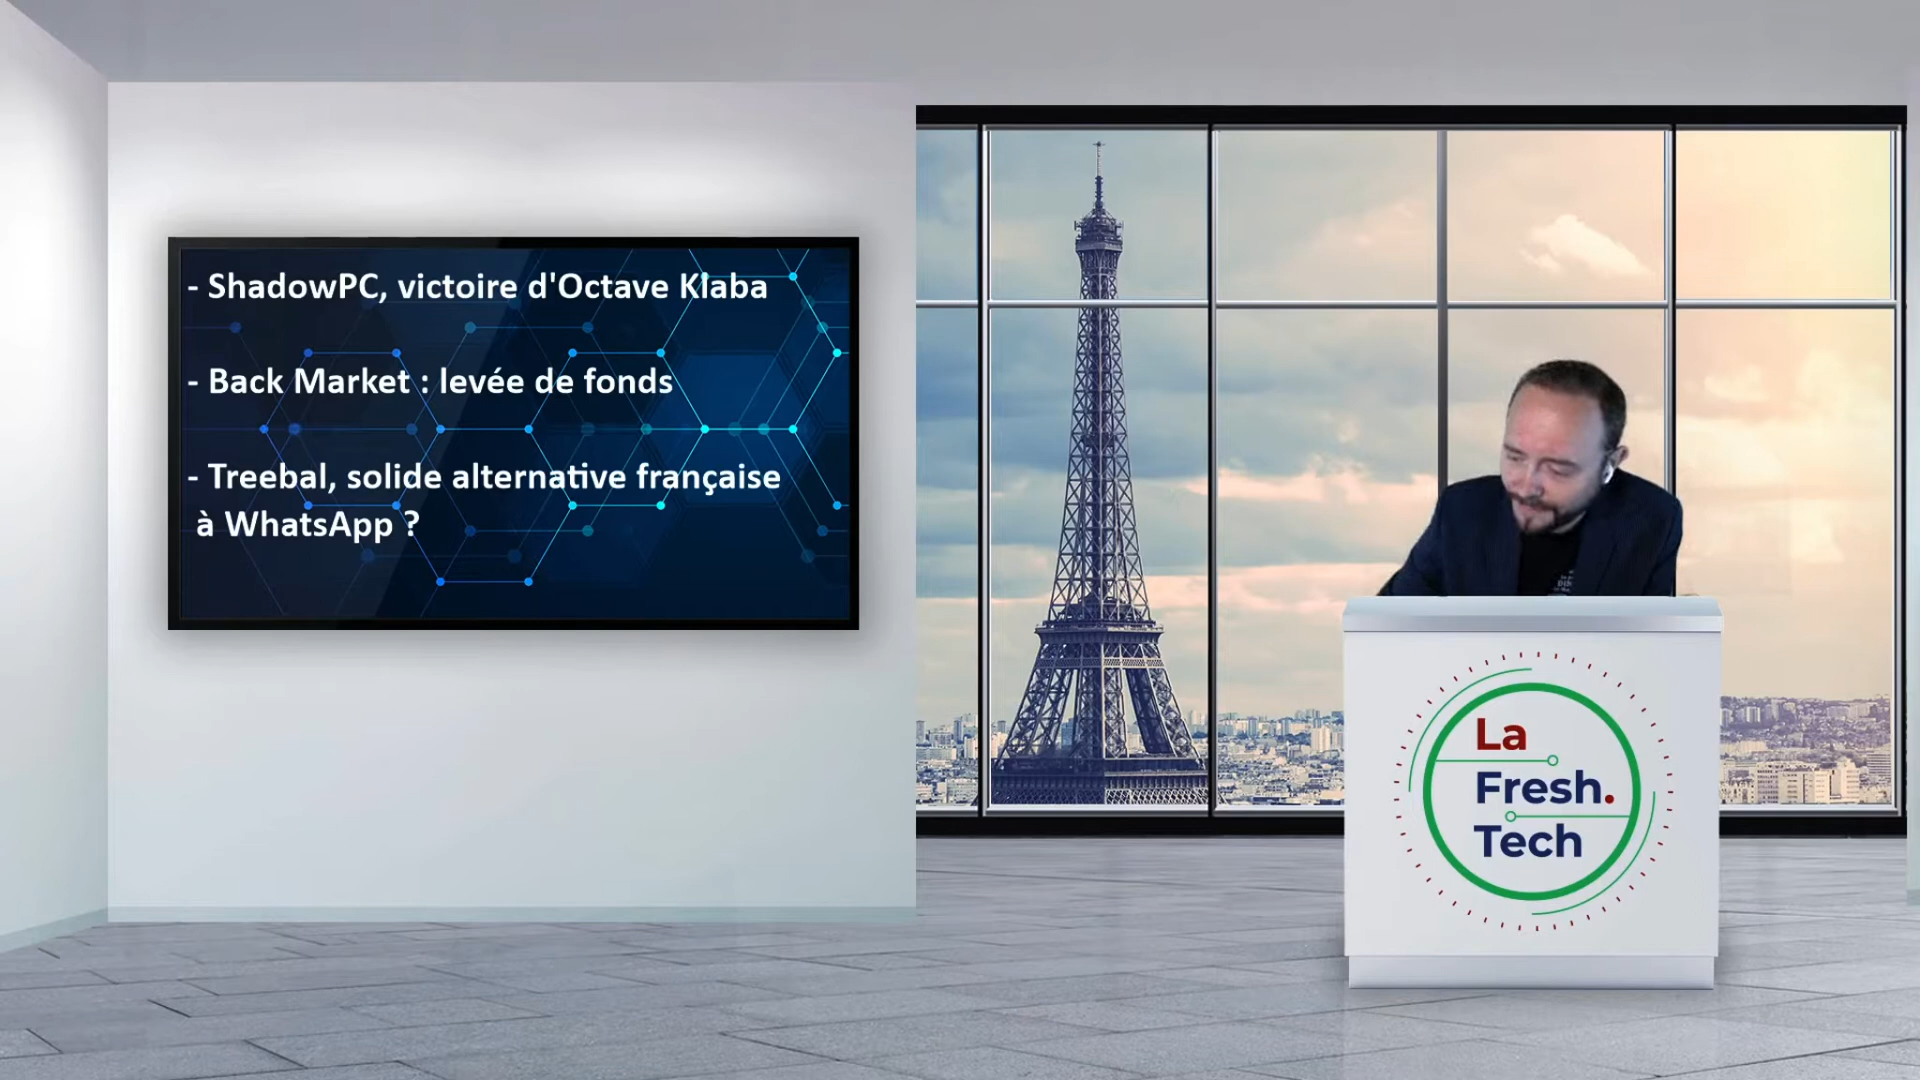 - ShadowPC, victoire d'Octave Klaba
- Back Market : levée de fonds
- Treebal, solide alternative française
à WhatsApp ?
La
Fresh.
Tech